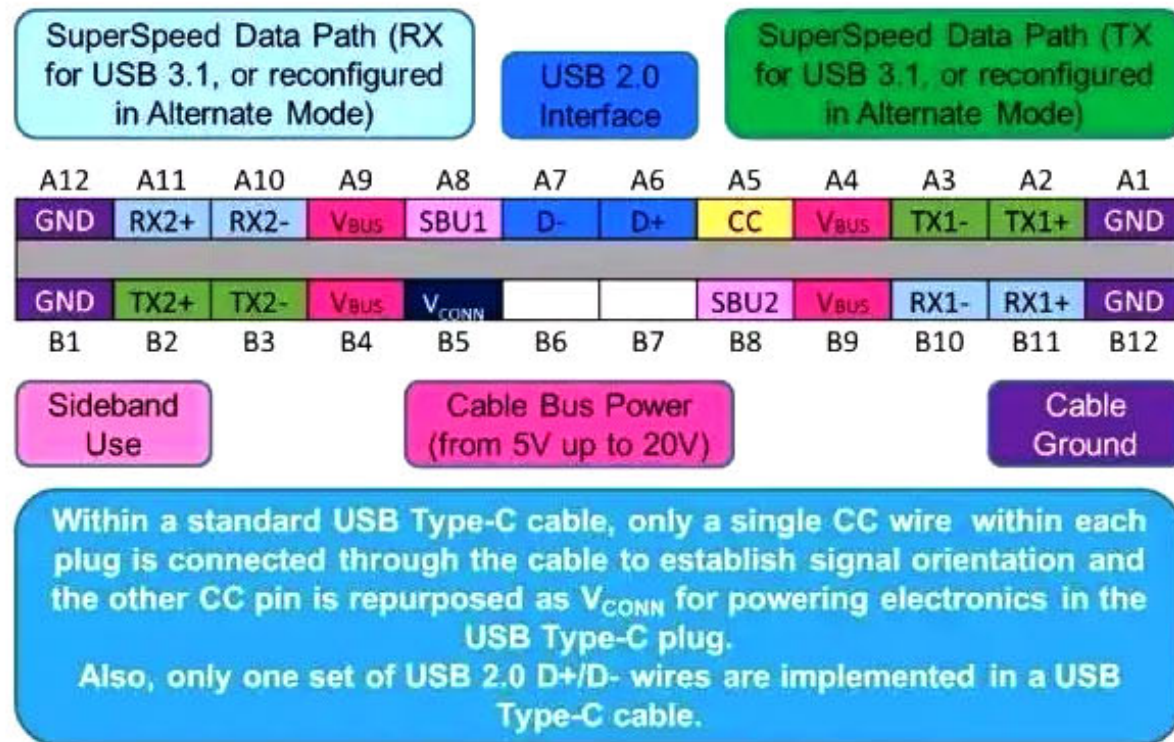 SuperSpeed Data Path (RX
for USB 3.1, or reconfigured
in Alternate Mode)
USB 2.0
Interface
SuperSpeed Data Path (TX
for USB 3.1, or reconfigured
in Alternate Mode)
A12 A11 A10 A9 A8 A7 A6 A5 A4 A3 A2 A1
GND RX2+ RX2- VBUS SBU1 D- D+ CC VBUS TX1- TX1+ GND
GND TX2+ TX2- VBUS VCONN SBU2 VBUS RX1- RX1+ GND
B1 B2 B3 B4 B5 B6 B7 B8 B9 B10 B11 B12
Sideband
Use
Cable Bus Power
(from 5V up to 20V)
Cable
Ground
Within a standard USB Type-C cable, only a single CC wire within each
plug is connected through the cable to establish signal orientation and
the other CC pin is repurposed as VCONN for powering electronics in the
USB Type-C plug.
Also, only one set of USB 2.0 D+/D- wires are implemented in a USB
Type-C cable.